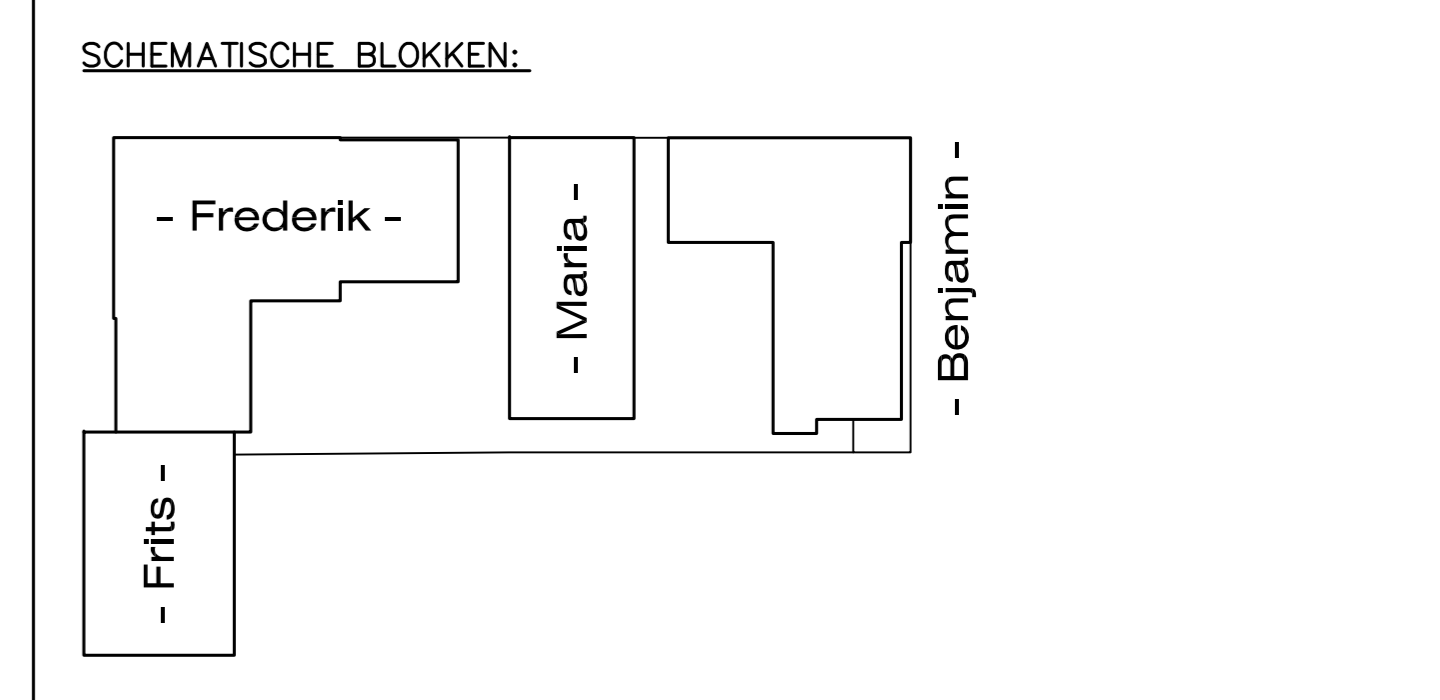 SCHEMATISCHE BLOKKEN:
- Frederik -
- Maria -
- Benjamin -
- Frits -